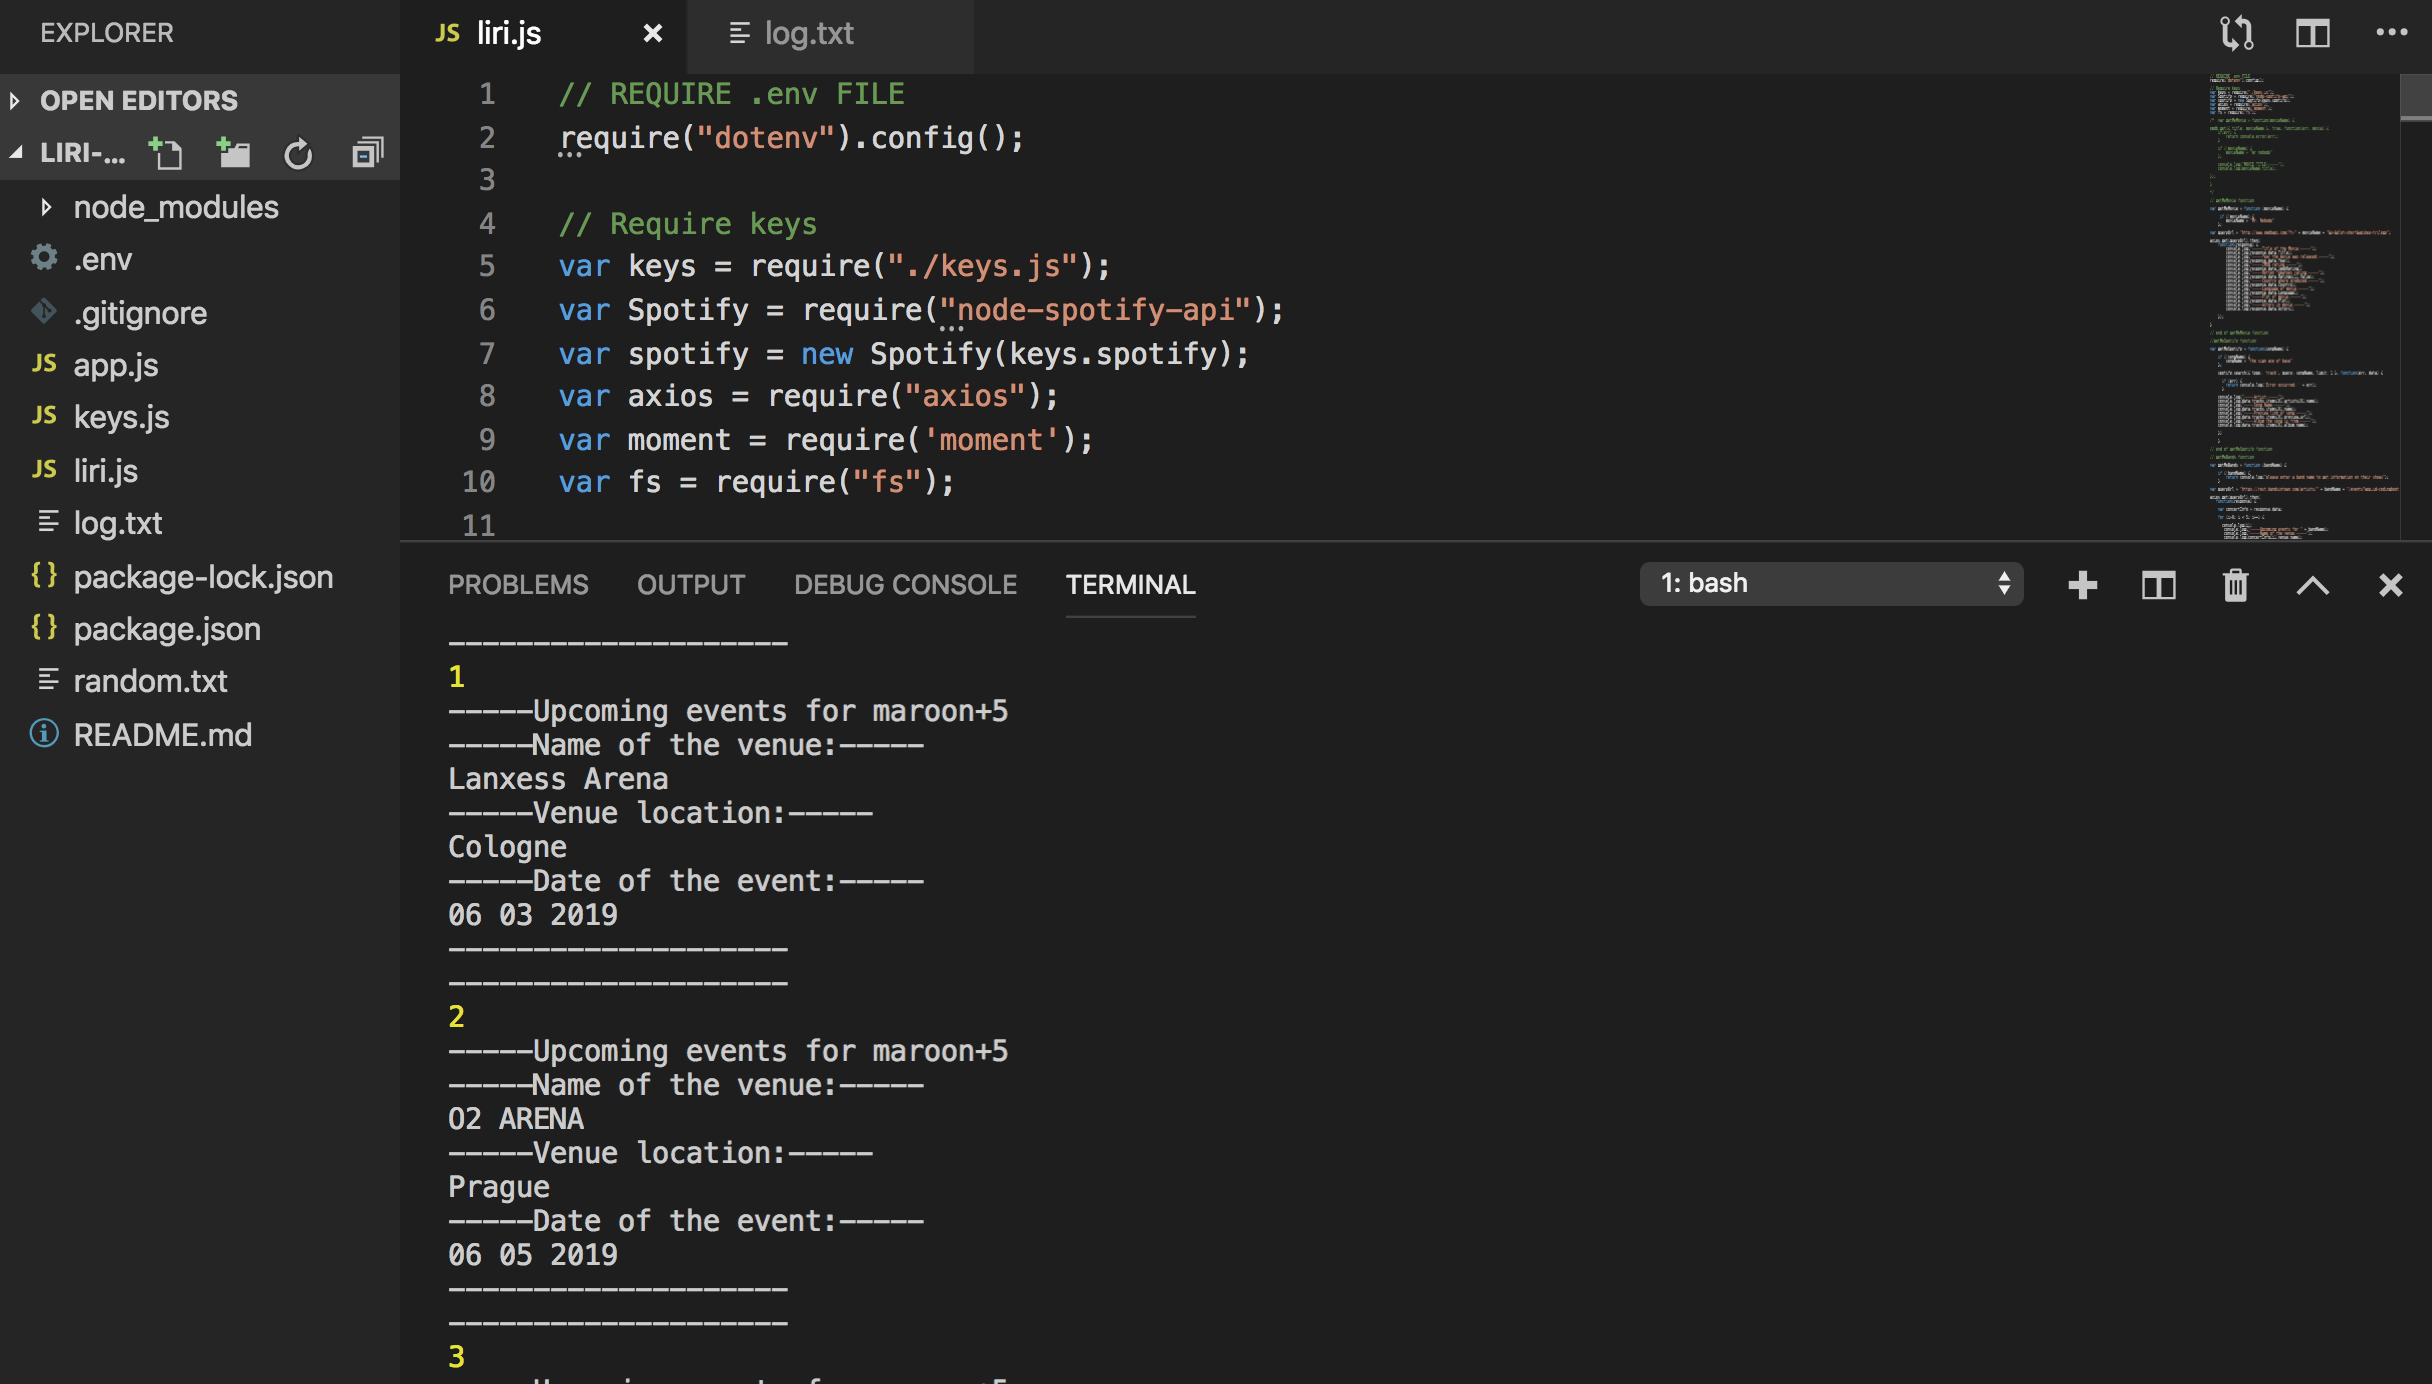 EXPLORER
OPEN EDITORS
LIRI-...
node_modules
.env
.gitignore
JS app.js
JS keys.js
JS liri.js
log.txt
{} package-lock.json
{} package.json
random.txt
README.md
JS liri.js
log.txt
1 // REQUIRE .env FILE
2 require("dotenv").config();
3
4 // Require keys
5 var keys = require("./keys.js");
6 var Spotify = require("node-spotify-api");
7 var spotify = new Spotify(keys.spotify);
8 var axios = require("axios");
9 var moment = require('moment');
10 var fs = require("fs");
11
PROBLEMS OUTPUT DEBUG CONSOLE TERMINAL
1: bash
--------------------
1
-----Upcoming events for maroon+5
-----Name of the venue:-----
Lanxess Arena
-----Venue location:-----
Cologne
-----Date of the event:-----
06 03 2019
--------------------
--------------------
2
-----Upcoming events for maroon+5
-----Name of the venue:-----
O2 ARENA
-----Venue location:-----
Prague
-----Date of the event:-----
06 05 2019
--------------------
--------------------
3